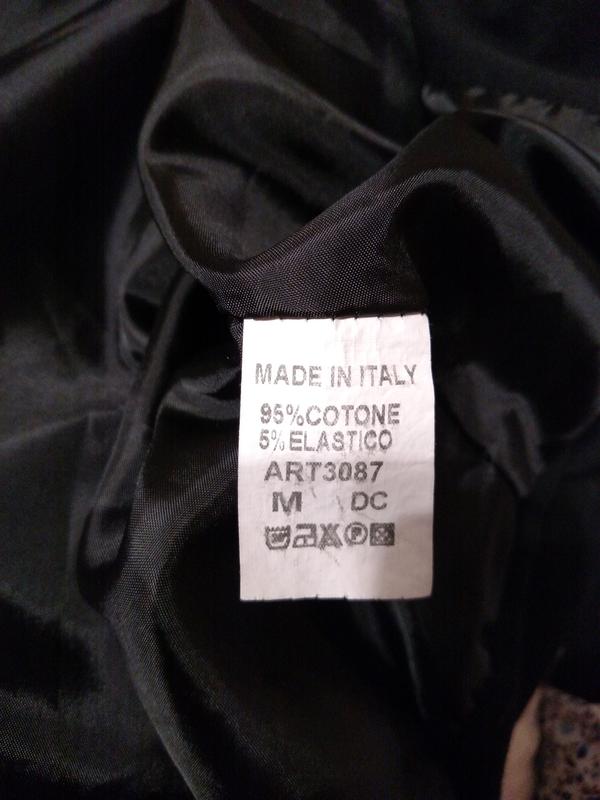 MADE IN ITALY
95%COTONE
5%ELASTICO
ART3087
M DC